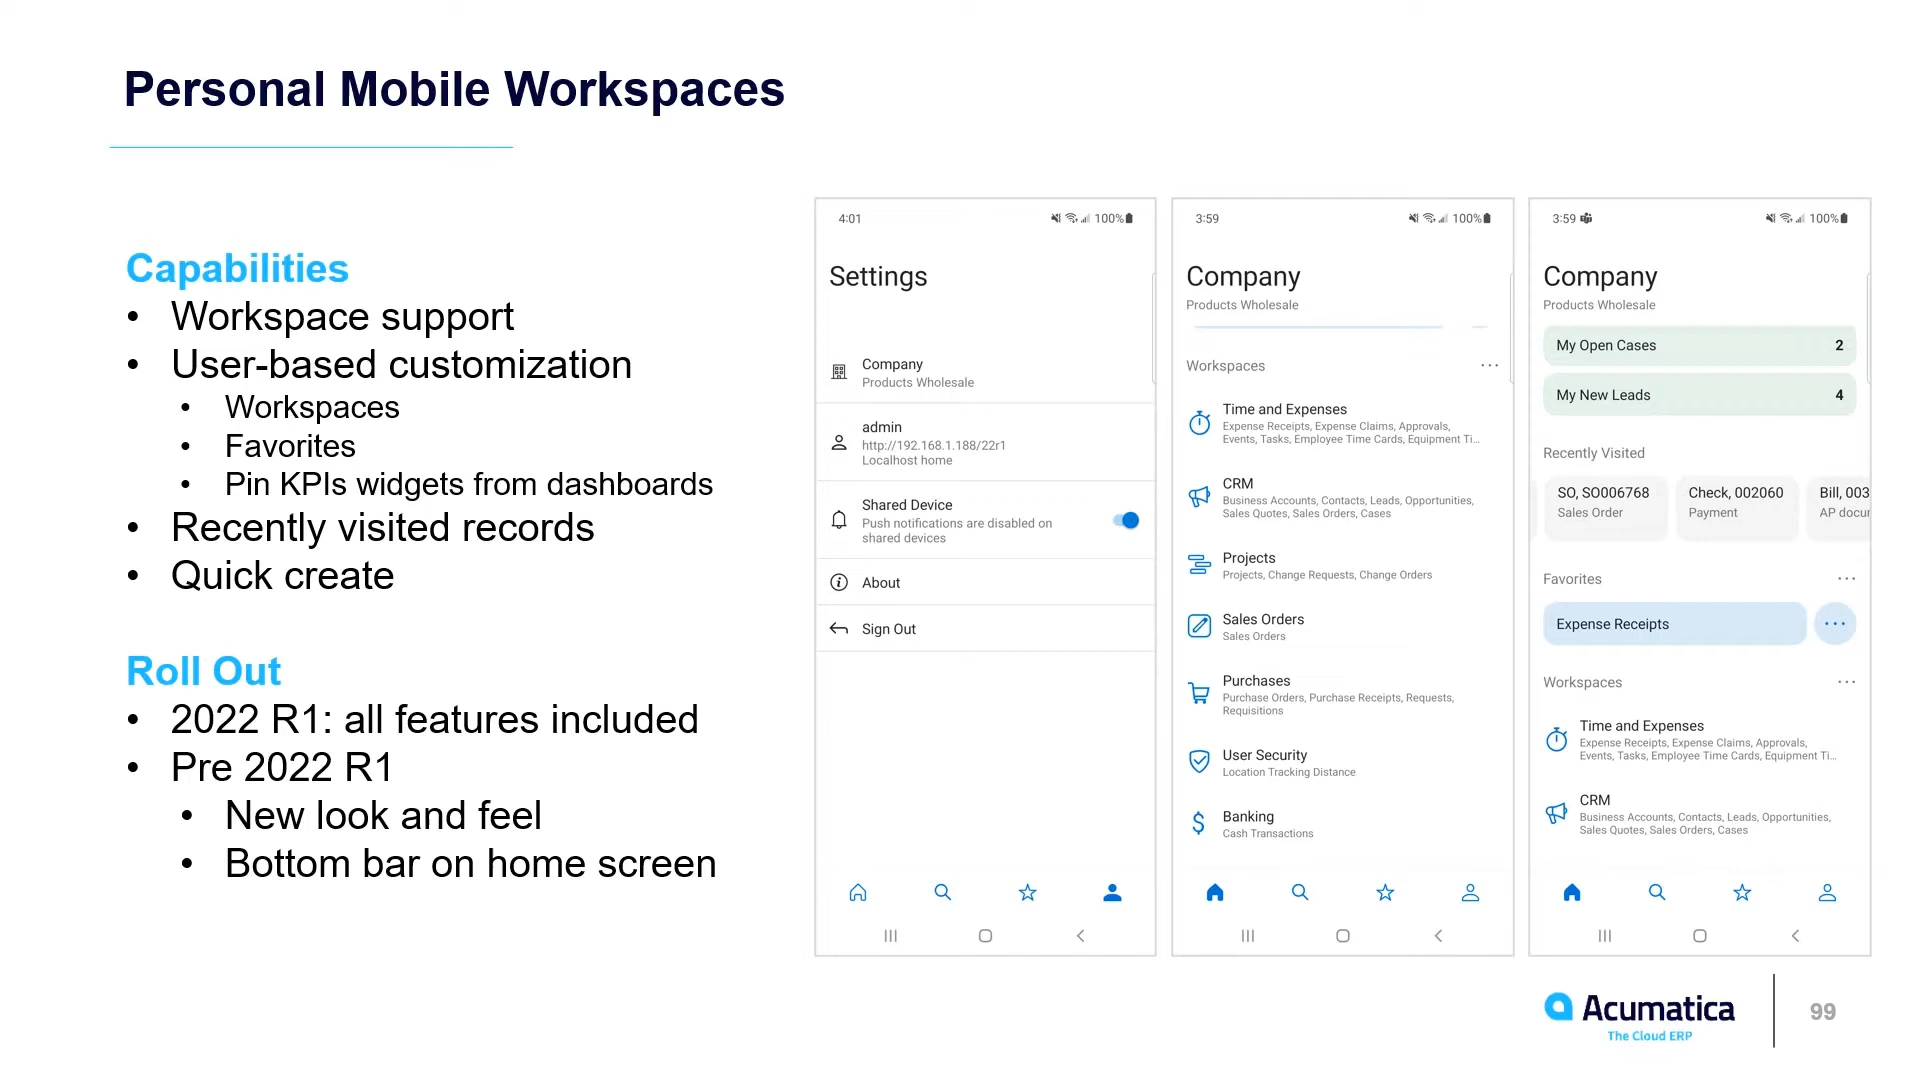 Personal Mobile Workspaces
Capabilities
• Workspace support
• User-based customization
• Workspaces
• Favorites
• Pin KPIs widgets from dashboards
• Recently visited records
• Quick create
Roll Out
• 2022 R1: all features included
• Pre 2022 R1
• New look and feel
• Bottom bar on home screen
4:01
100%
Settings
Company
Products Wholesale
admin
http://192.168.1.188/22r1
Localhost home
Shared Device
Push notifications are disabled on
shared devices
About
Sign Out
3:59
100%
Company
Products Wholesale
Workspaces
Time and Expenses
Expense Receipts, Expense Claims, Approvals,
Events, Tasks, Employee Time Cards, Equipment Ti...
CRM
Business Accounts, Contacts, Leads, Opportunities,
Sales Quotes, Sales Orders, Cases
Projects
Projects, Change Requests, Change Orders
Sales Orders
Sales Orders
Purchases
Purchase Orders, Purchase Receipts, Requests,
Requisitions
User Security
Location Tracking Distance
Banking
Cash Transactions
3:59
100%
Company
Products Wholesale
My Open Cases 2
My New Leads 4
Recently Visited
SO, SO006768 Check, 002060 Bill, 003
Sales Order Payment AP docur
Favorites
Expense Receipts
Workspaces
Time and Expenses
Expense Receipts, Expense Claims, Approvals,
Events, Tasks, Employee Time Cards, Equipment Ti...
CRM
Business Accounts, Contacts, Leads, Opportunities,
Sales Quotes, Sales Orders, Cases
Acumatica
The Cloud ERP
99